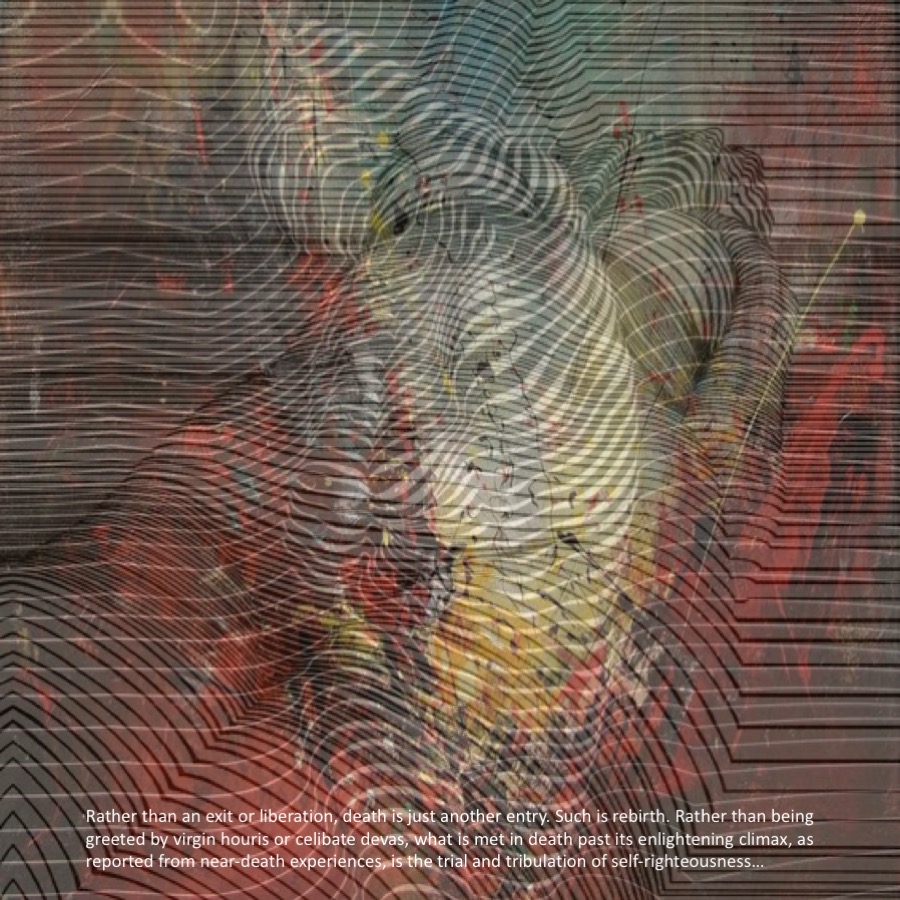 Rather than an exit or liberation, death is just another entry. Such is rebirth. Rather than being
greeted by virgin houris or celibate devas, what is met in death past its enlightening climax, as
reported from near-death experiences, is the trial and tribulation of self-righteousness...